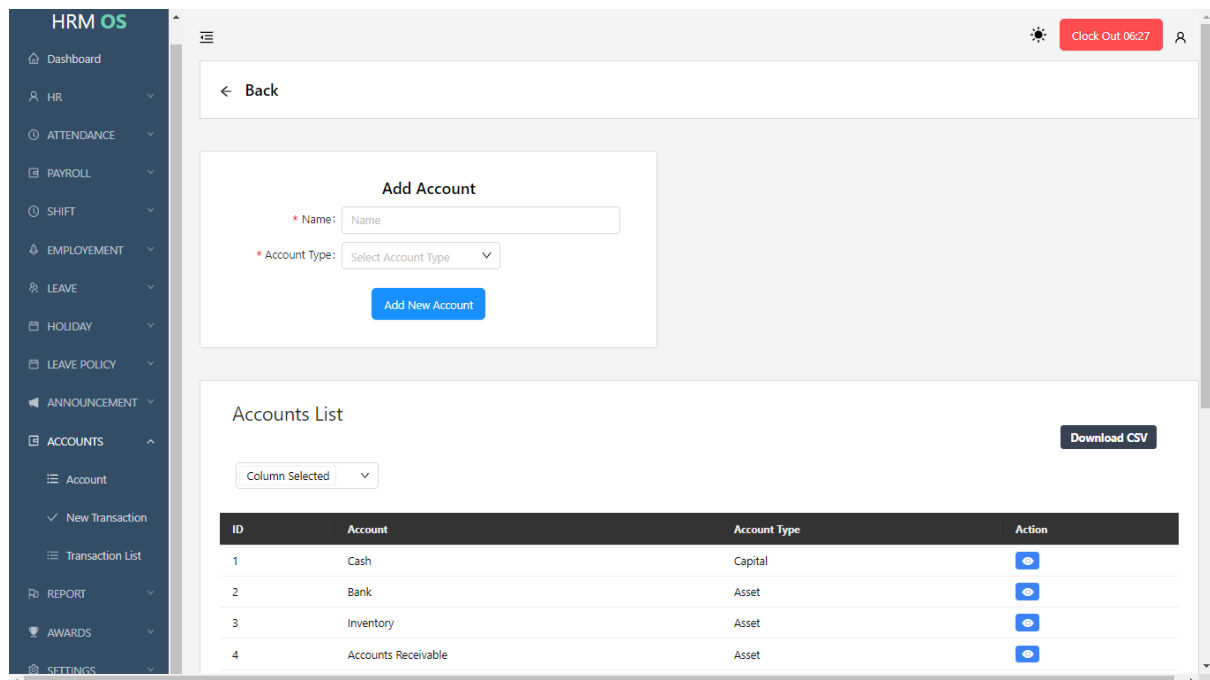 HRM OS
Dashboard
HR
ATTENDANCE
PAYROLL
SHIFT
EMPLOYEMENT
LEAVE
HOLIDAY
LEAVE POLICY
ANNOUNCEMENT
ACCOUNTS
Account
New Transaction
Transaction List
REPORT
AWARDS
SETTINGS
Clock Out 06:27
Back
Add Account
* Name: Name
* Account Type: Select Account Type
Add New Account
Accounts List
Download CSV
Column Selected
ID Account Account Type Action
1 Cash Capital
2 Bank Asset
3 Inventory Asset
4 Accounts Receivable Asset